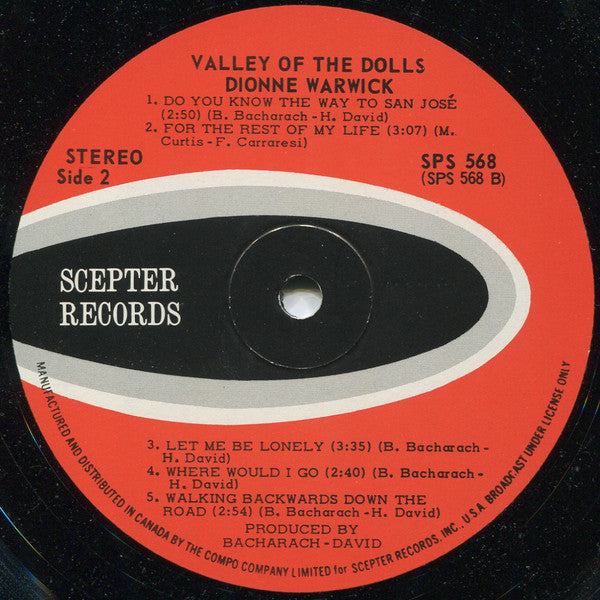 VALLEY OF THE DOLLS
DIONNE WARWICK
1. DO YOU KNOW THE WAY TO SAN JOSÉ
(2:50) (B. Bacharach - H. David)
2. FOR THE REST OF MY LIFE (3:07) (M.
Curtis - F. Carraresi)
STEREO
Side 2
SPS 568
(SPS 568 B)
SCEPTER
RECORDS
3. LET ME BE LONELY (3:35) (B. Bacharach -
H. David)
4. WHERE WOULD I GO (2:40) (B. Bacharach -
H. David)
5. WALKING BACKWARDS DOWN THE
ROAD (2:54) (B. Bacharach - H. David)
PRODUCED BY
BACHARACH - DAVID
MANUFACTURED AND DISTRIBUTED IN CANADA BY THE COMPO COMPANY LIMITED for SCEPTER RECORDS, INC., U.S.A. BROADCAST UNDER LICENSE ONLY